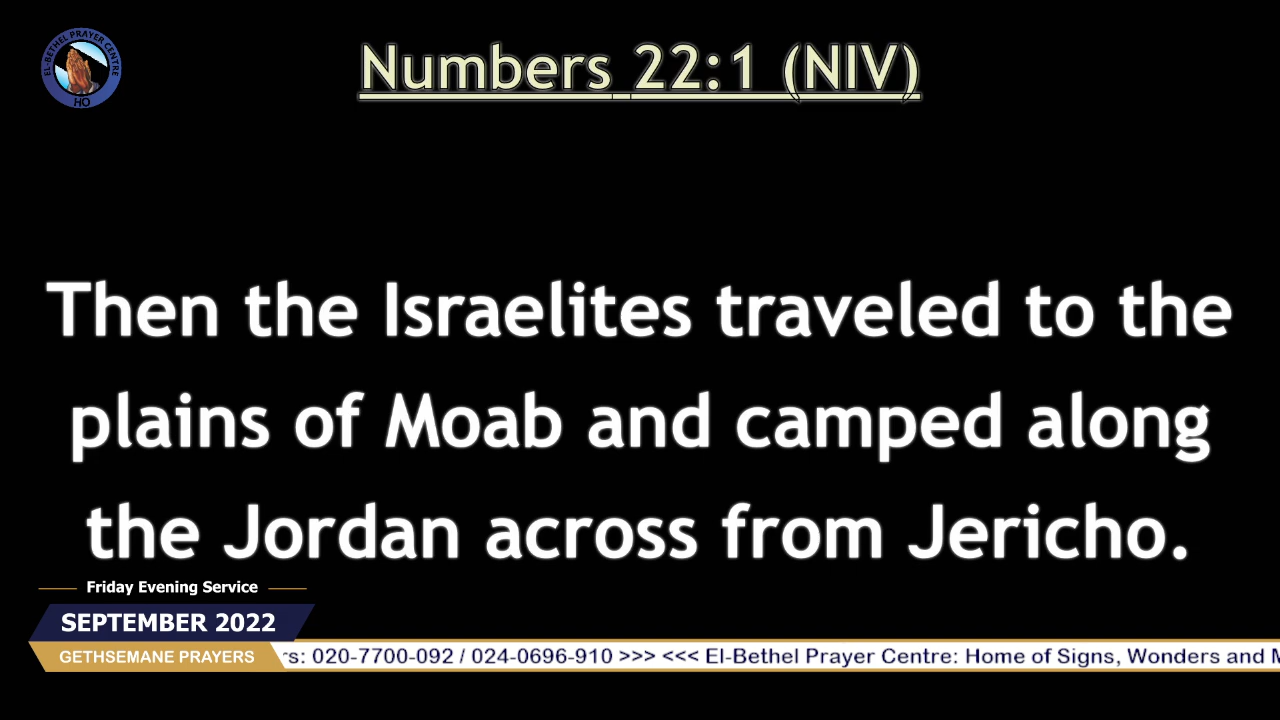 EL-BETHEL PRAYER CENTRE
HO
Numbers 22:1 (NIV)
Then the Israelites traveled to the
plains of Moab and camped along
the Jordan across from Jericho.
Friday Evening Service
SEPTEMBER 2022
GETHSEMANE PRAYERS
rs: 020-7700-092 / 024-0696-910 >>> <<< El-Bethel Prayer Centre: Home of Signs, Wonders and M